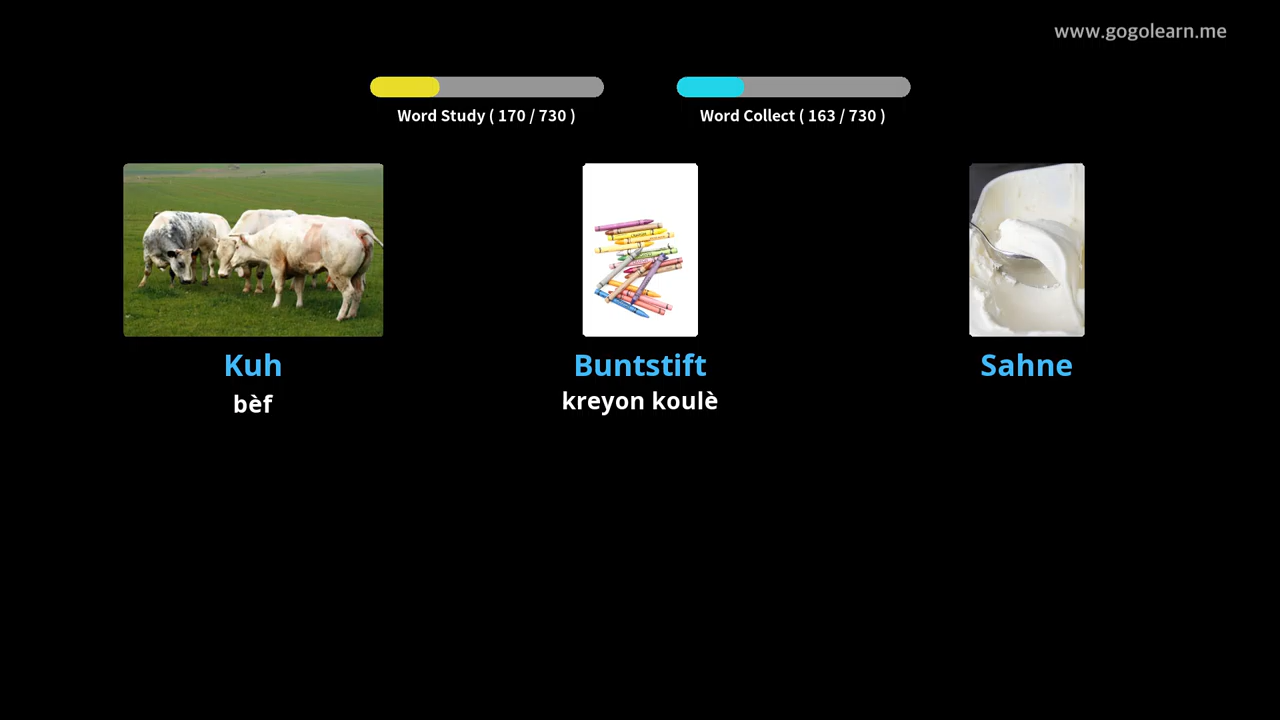 www.gogolearn.me
Word Study ( 170 / 730 )
Word Collect ( 163 / 730 )
Kuh
bèf
Buntstift
kreyon koulè
Sahne